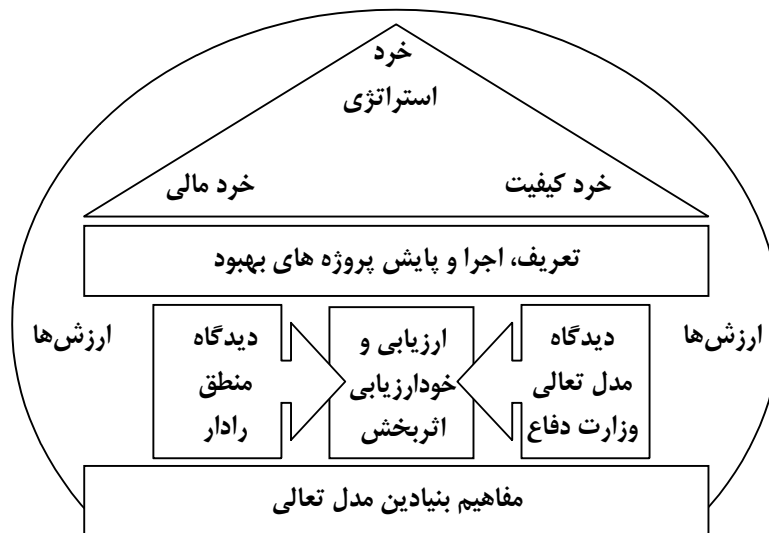 خرد
استراتژی
خرد کیفیت
خرد مالی
تعریف، اجرا و پایش پروژه های بهبود
ارزش‌ها
دیدگاه
مدل تعالی
وزارت دفاع
ارزیابی و
خودارزیابی
اثربخش
دیدگاه
منطق
رادار
ارزش‌ها
مفاهیم بنیادین مدل تعالی